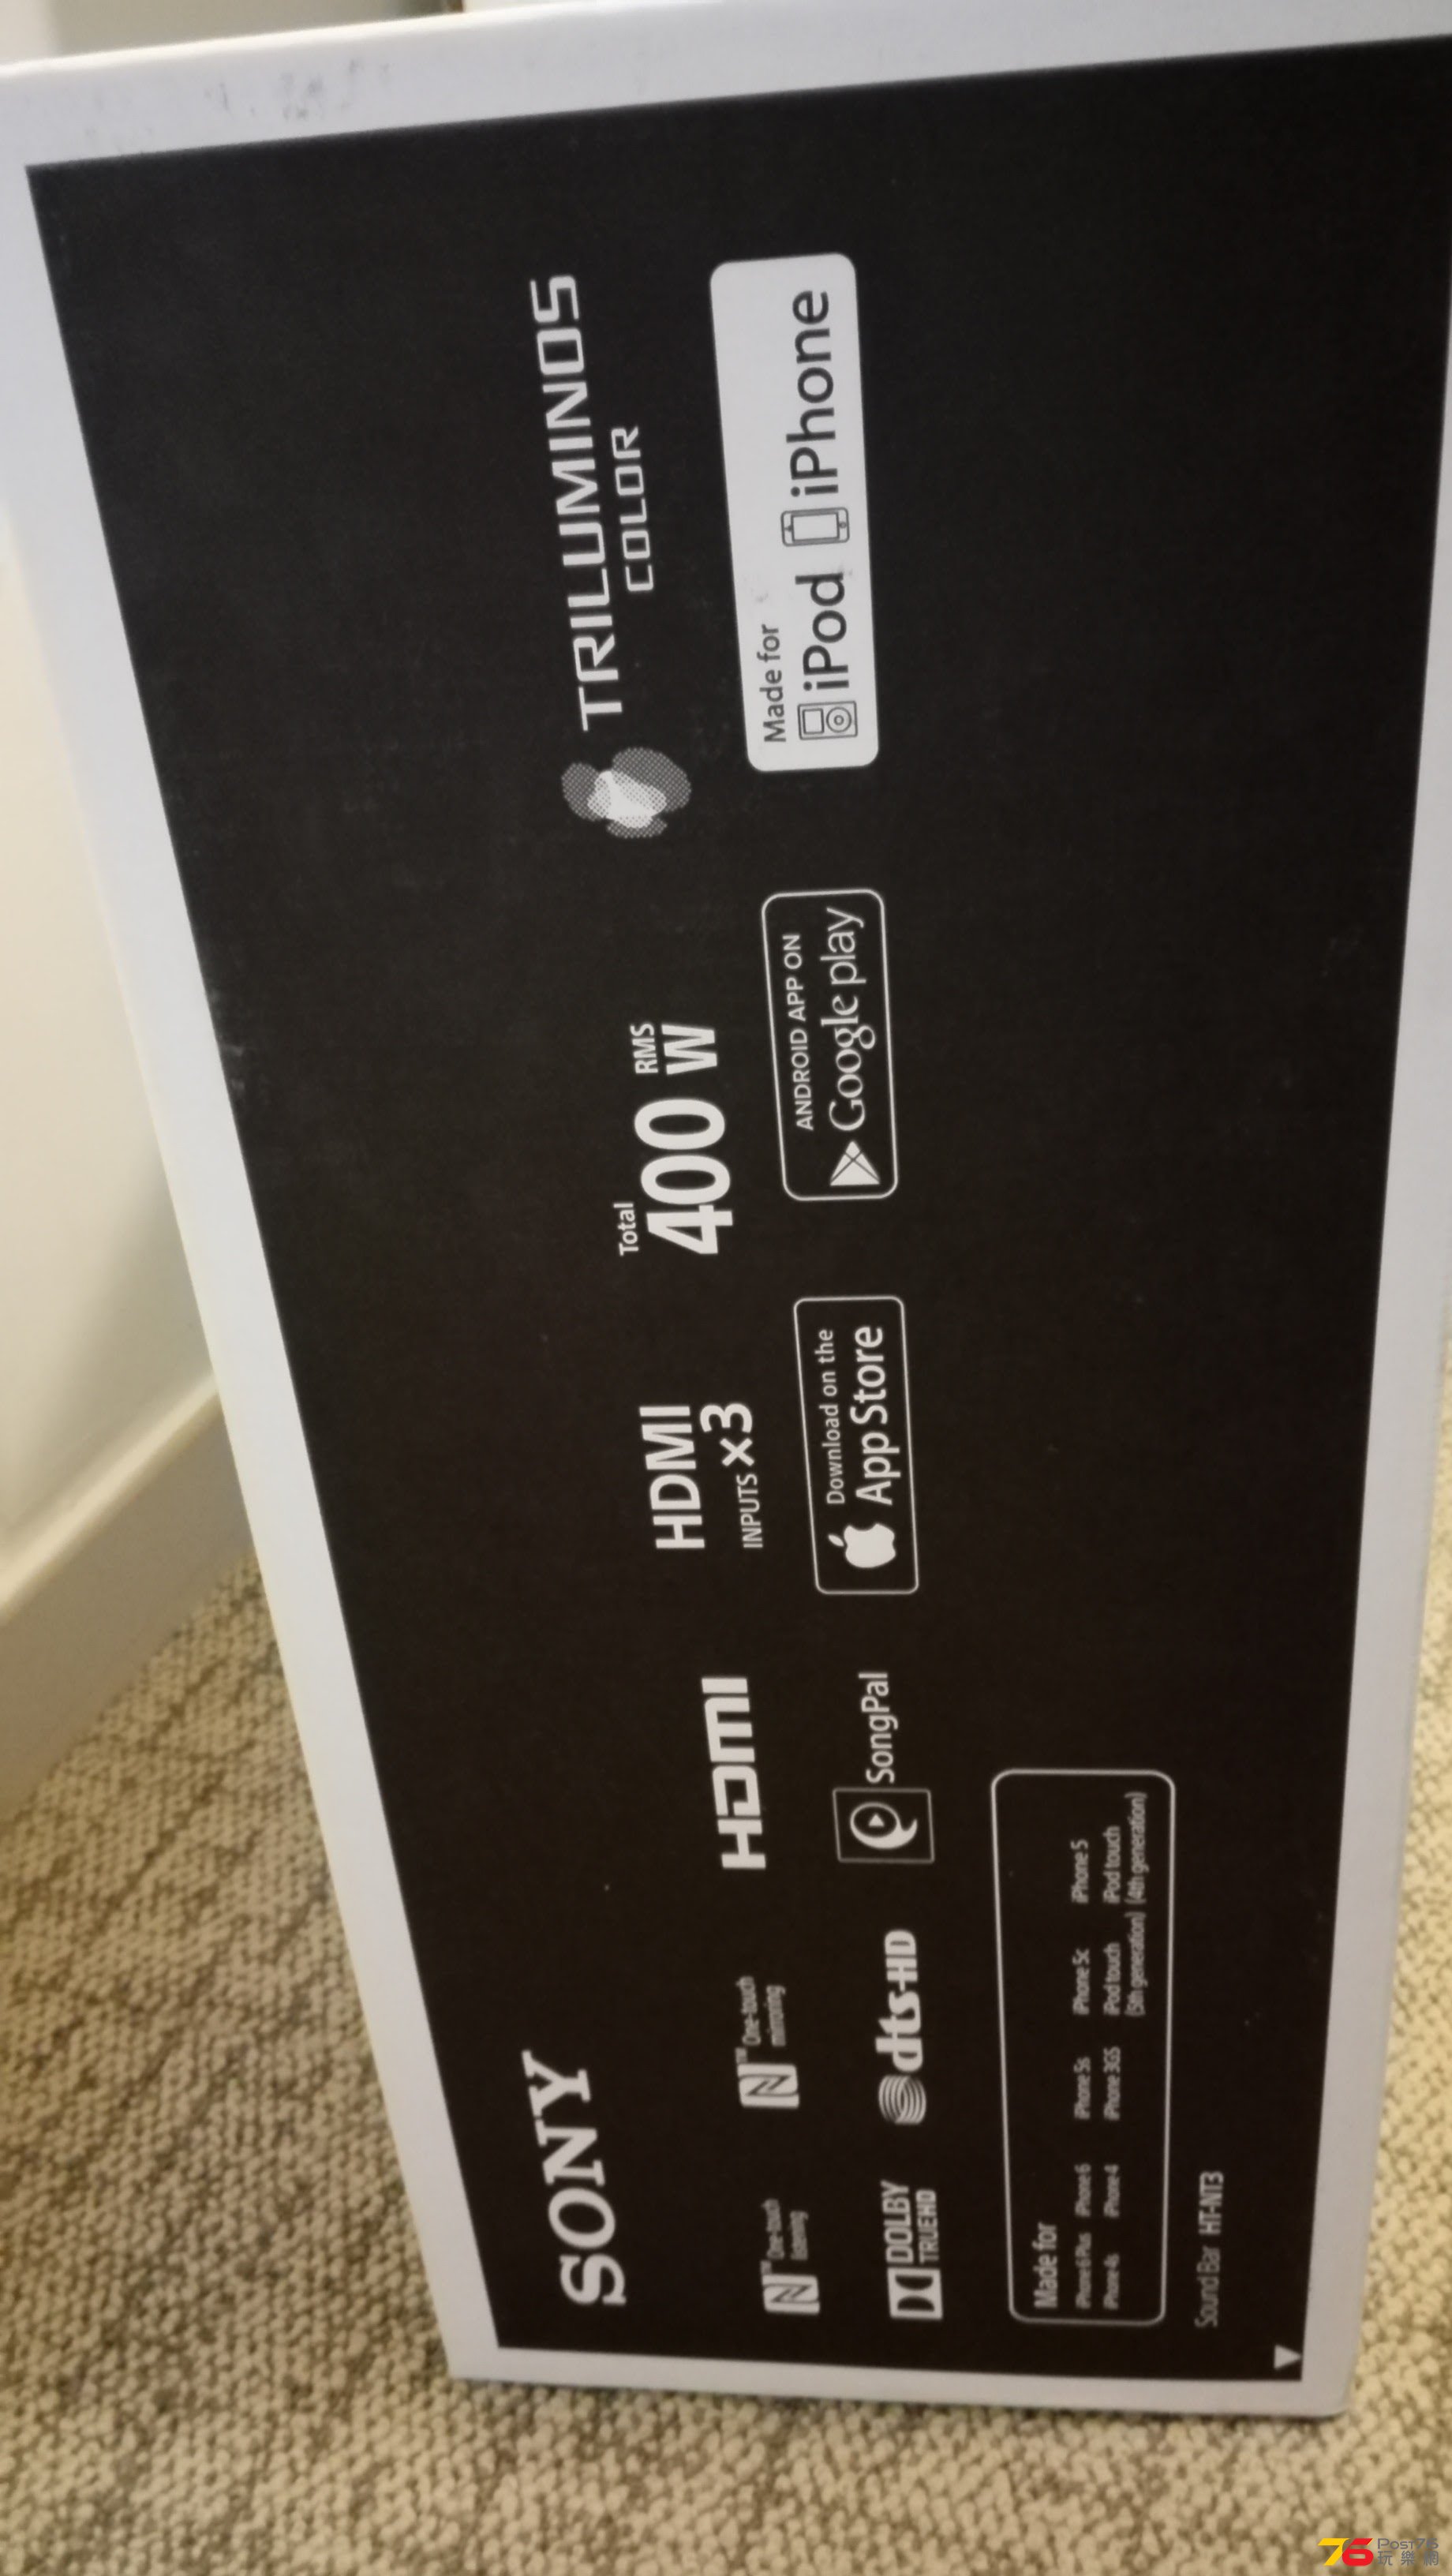 SONY
TRILUMINOS
COLOR
N™ One-touch
listening
N™ One-touch
mirroring
HDMI
HDMI
INPUTS ×3
Total
400 RMS W
DOLBY
TRUEHD
dts-HD
SongPal
Download on the
App Store
ANDROID APP ON
Google play
Made for
iPod iPhone
Made for
iPhone 6 Plus iPhone 6 iPhone 5s iPhone 5c iPhone 5
iPhone 4s iPhone 4 iPhone 3GS iPod touch iPod touch
(5th generation) (4th generation)
Sound Bar HT-NT3
76 POST76
玩樂網